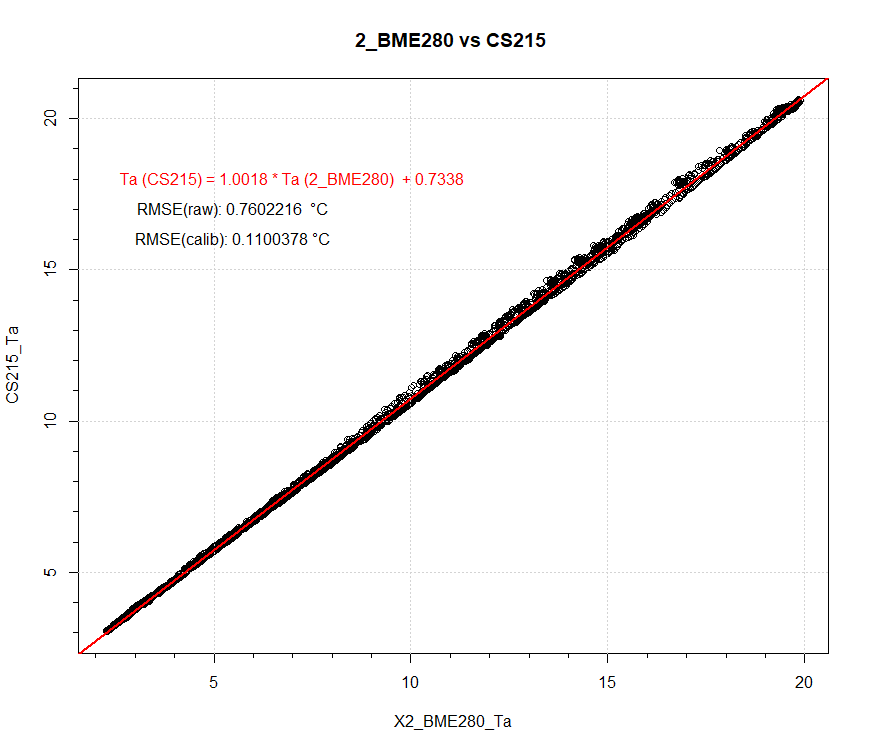 2_BME280 vs CS215
Ta (CS215) = 1.0018 * Ta (2_BME280)  + 0.7338
RMSE(raw): 0.7602216  °C
RMSE(calib): 0.1100378 °C
20
15
10
5
CS215_Ta
5 10 15 20
X2_BME280_Ta